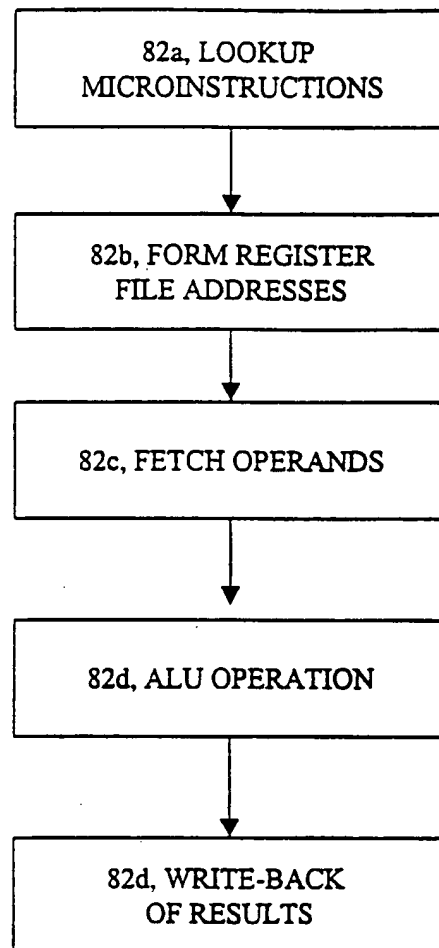 82a, LOOKUP
MICROINSTRUCTIONS
82b, FORM REGISTER
FILE ADDRESSES
82c, FETCH OPERANDS
82d, ALU OPERATION
82d, WRITE-BACK
OF RESULTS